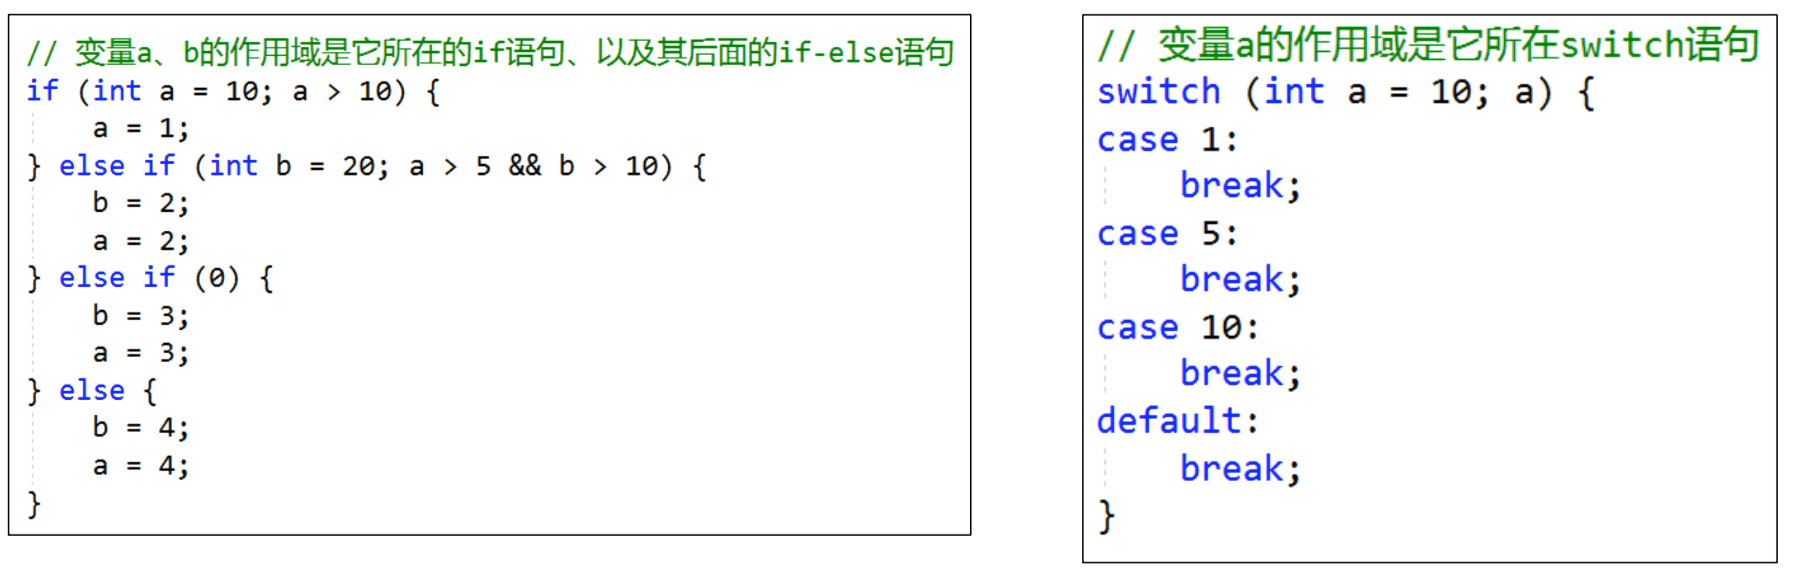 // 变量a、b的作用域是它所在的if语句、以及其后面的if-else语句
if (int a = 10; a > 10) {
    a = 1;
} else if (int b = 20; a > 5 && b > 10) {
    b = 2;
    a = 2;
} else if (0) {
    b = 3;
    a = 3;
} else {
    b = 4;
    a = 4;
}
// 变量a的作用域是它所在switch语句
switch (int a = 10; a) {
case 1:
    break;
case 5:
    break;
case 10:
    break;
default:
    break;
}